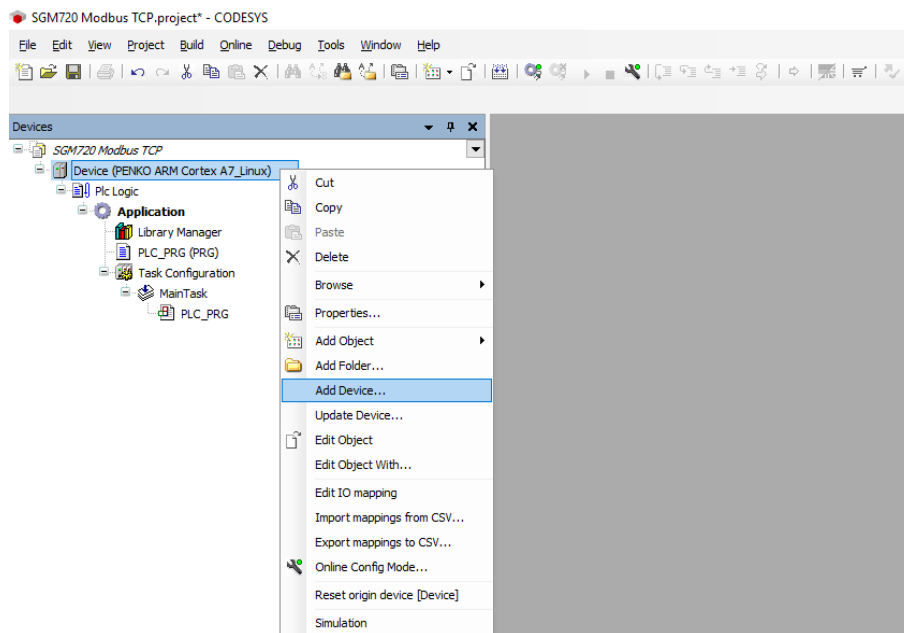 SGM720 Modbus TCP.project* - CODESYS
File Edit View Project Build Online Debug Tools Window Help
Devices
SGM720 Modbus TCP
Device (PENKO ARM Cortex A7_Linux)
Plc Logic
Application
Library Manager
PLC_PRG (PRG)
Task Configuration
MainTask
PLC_PRG
Cut
Copy
Paste
Delete
Browse
Properties...
Add Object
Add Folder...
Add Device...
Update Device...
Edit Object
Edit Object With...
Edit IO mapping
Import mappings from CSV...
Export mappings to CSV...
Online Config Mode...
Reset origin device [Device]
Simulation